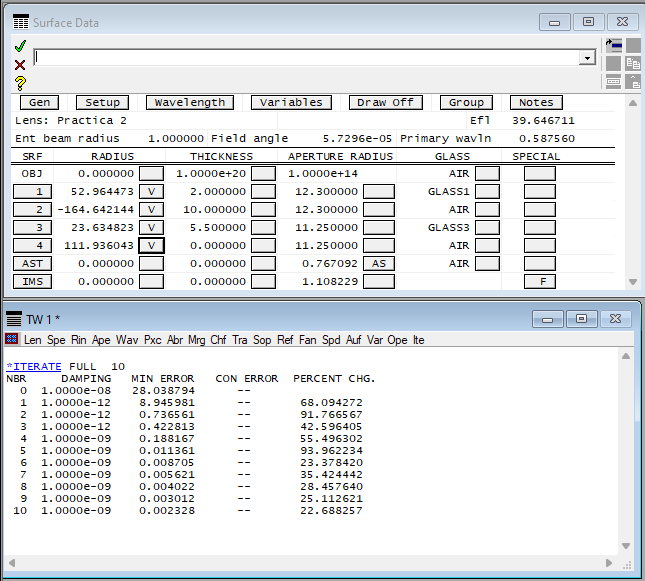 Surface Data
Gen Setup Wavelength Variables Draw Off Group Notes
Lens: Practica 2 Efl 39.646711
Ent beam radius 1.000000 Field angle 5.7296e-05 Primary wavln 0.587560
SRF RADIUS THICKNESS APERTURE RADIUS GLASS SPECIAL
OBJ 0.000000 1.0000e+20 1.0000e+14 AIR
1 52.964473 V 2.000000 12.300000 GLASS1
2 -164.642144 V 10.000000 12.300000 AIR
3 23.634823 V 5.500000 11.250000 GLASS3
4 111.936043 V 0.000000 11.250000 AIR
AST 0.000000 0.000000 0.767092 AS AIR
IMS 0.000000 0.000000 1.108229 F
TW 1 *
Len Spe Rin Ape Wav Pxc Abr Mrg Chf Tra Sop Ref Fan Spd Auf Var Ope Ite
*ITERATE FULL 10
NBR DAMPING MIN ERROR CON ERROR PERCENT CHG.
0 1.0000e-08 28.038794 --
1 1.0000e-12 8.945981 -- 68.094272
2 1.0000e-12 0.736561 -- 91.766567
3 1.0000e-12 0.422813 -- 42.596405
4 1.0000e-09 0.188167 -- 55.496302
5 1.0000e-09 0.011361 -- 93.962234
6 1.0000e-09 0.008705 -- 23.378420
7 1.0000e-09 0.005621 -- 35.424442
8 1.0000e-09 0.004022 -- 28.457640
9 1.0000e-09 0.003012 -- 25.112621
10 1.0000e-09 0.002328 -- 22.688257